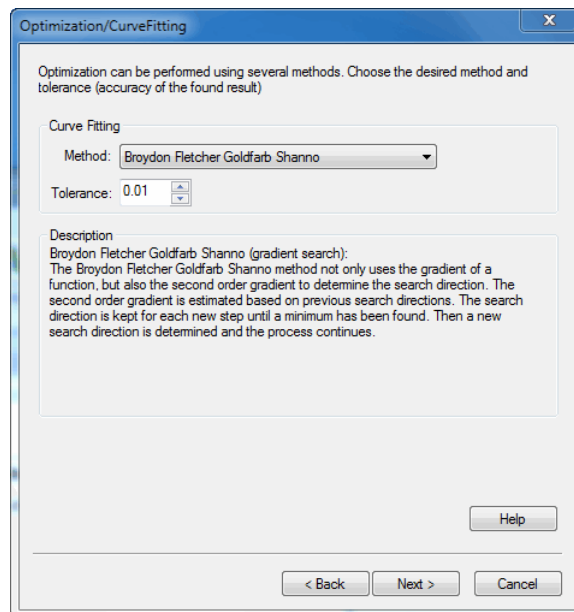 Optimization/CurveFitting
X
Optimization can be performed using several methods. Choose the desired method and
tolerance (accuracy of the found result)
Curve Fitting
Method: Broydon Fletcher Goldfarb Shanno
Tolerance: 0.01
Description
Broydon Fletcher Goldfarb Shanno (gradient search):
The Broydon Fletcher Goldfarb Shanno method not only uses the gradient of a
function, but also the second order gradient to determine the search direction. The
second order gradient is estimated based on previous search directions. The search
direction is kept for each new step until a minimum has been found. Then a new
search direction is determined and the process continues.
Help
< Back Next > Cancel